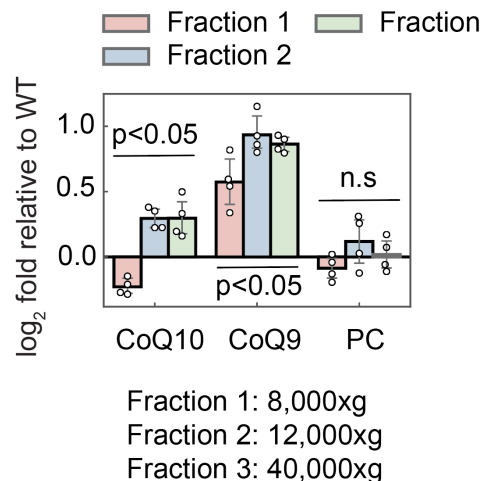 Fraction 1 Fraction
Fraction 2
log2 fold relative to WT
1.0
0.5
0.0
p<0.05
p<0.05
n.s
CoQ10 CoQ9 PC
Fraction 1: 8,000xg
Fraction 2: 12,000xg
Fraction 3: 40,000xg